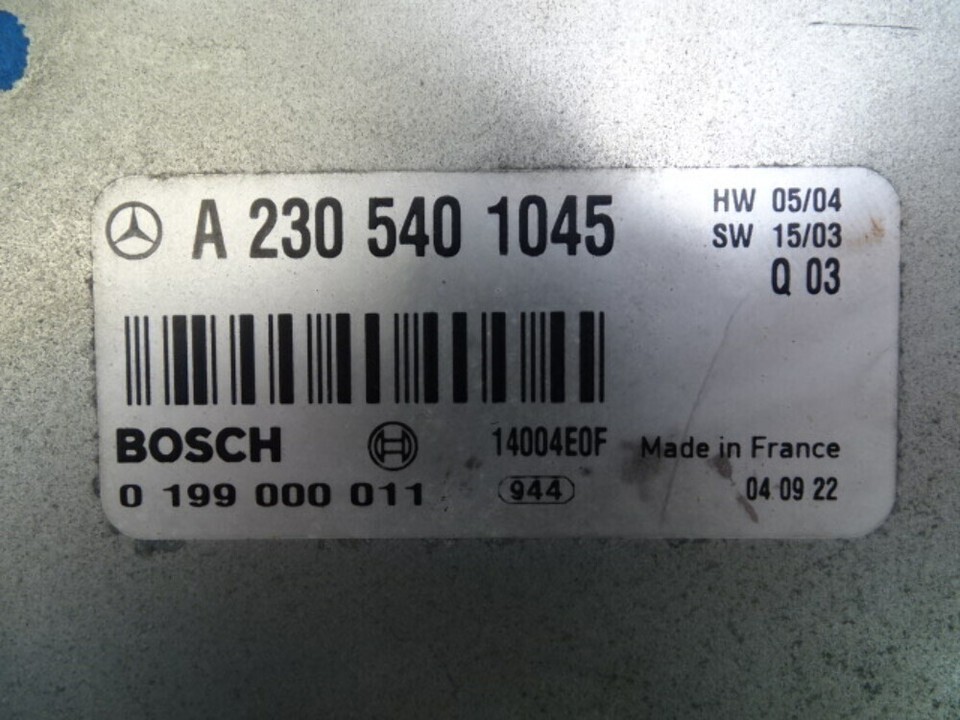 A 230 540 1045
HW 05/04
SW 15/03
Q 03
BOSCH
14004E0F
Made in France
0 199 000 011
944
04 09 22